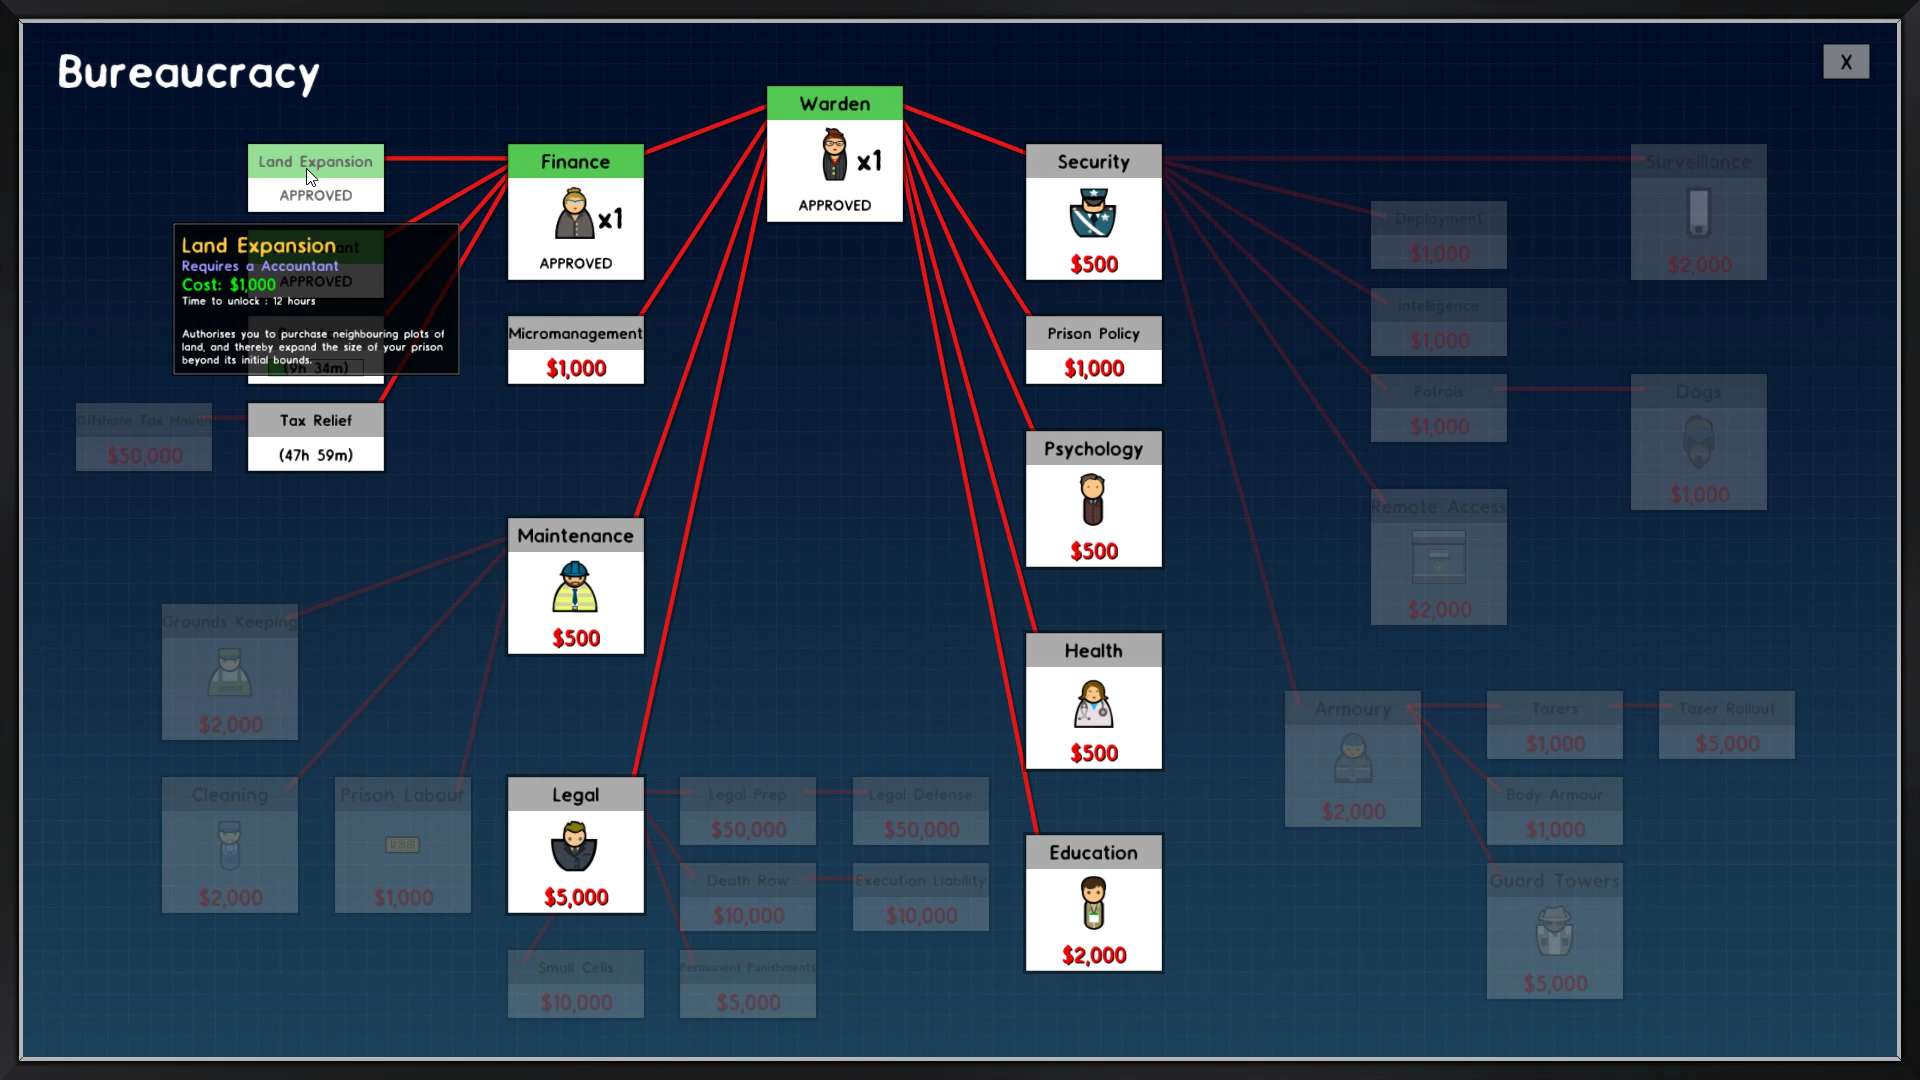 Bureaucracy
X
Warden
x1
APPROVED
Land Expansion
APPROVED
Finance
x1
APPROVED
Security
$500
Surveillance
$2,000
Land Expansion
Requires a Accountant
Cost: $1,000
Time to unlock : 12 hours
Authorises you to purchase neighbouring plots of
land, and thereby expand the size of your prison
beyond its initial bounds.
ant
APPROVED
(9h 34m)
Deployment
$1,000
Intelligence
$1,000
Micromanagement
$1,000
Prison Policy
$1,000
Patrols
$1,000
Dogs
$1,000
Offshore Tax Haven
$50,000
Tax Relief
(47h 59m)
Psychology
$500
Remote Access
$2,000
Maintenance
$500
Grounds Keeping
$2,000
Health
$500
Armoury
$2,000
Tazers
$1,000
Tazer Rollout
$5,000
Cleaning
$2,000
Prison Labour
$1,000
Legal
$5,000
Legal Prep
$50,000
Legal Defense
$50,000
Body Armour
$1,000
Death Row
$10,000
Execution Liability
$10,000
Education
$2,000
Guard Towers
$5,000
Small Cells
$10,000
Permanent Punishments
$5,000